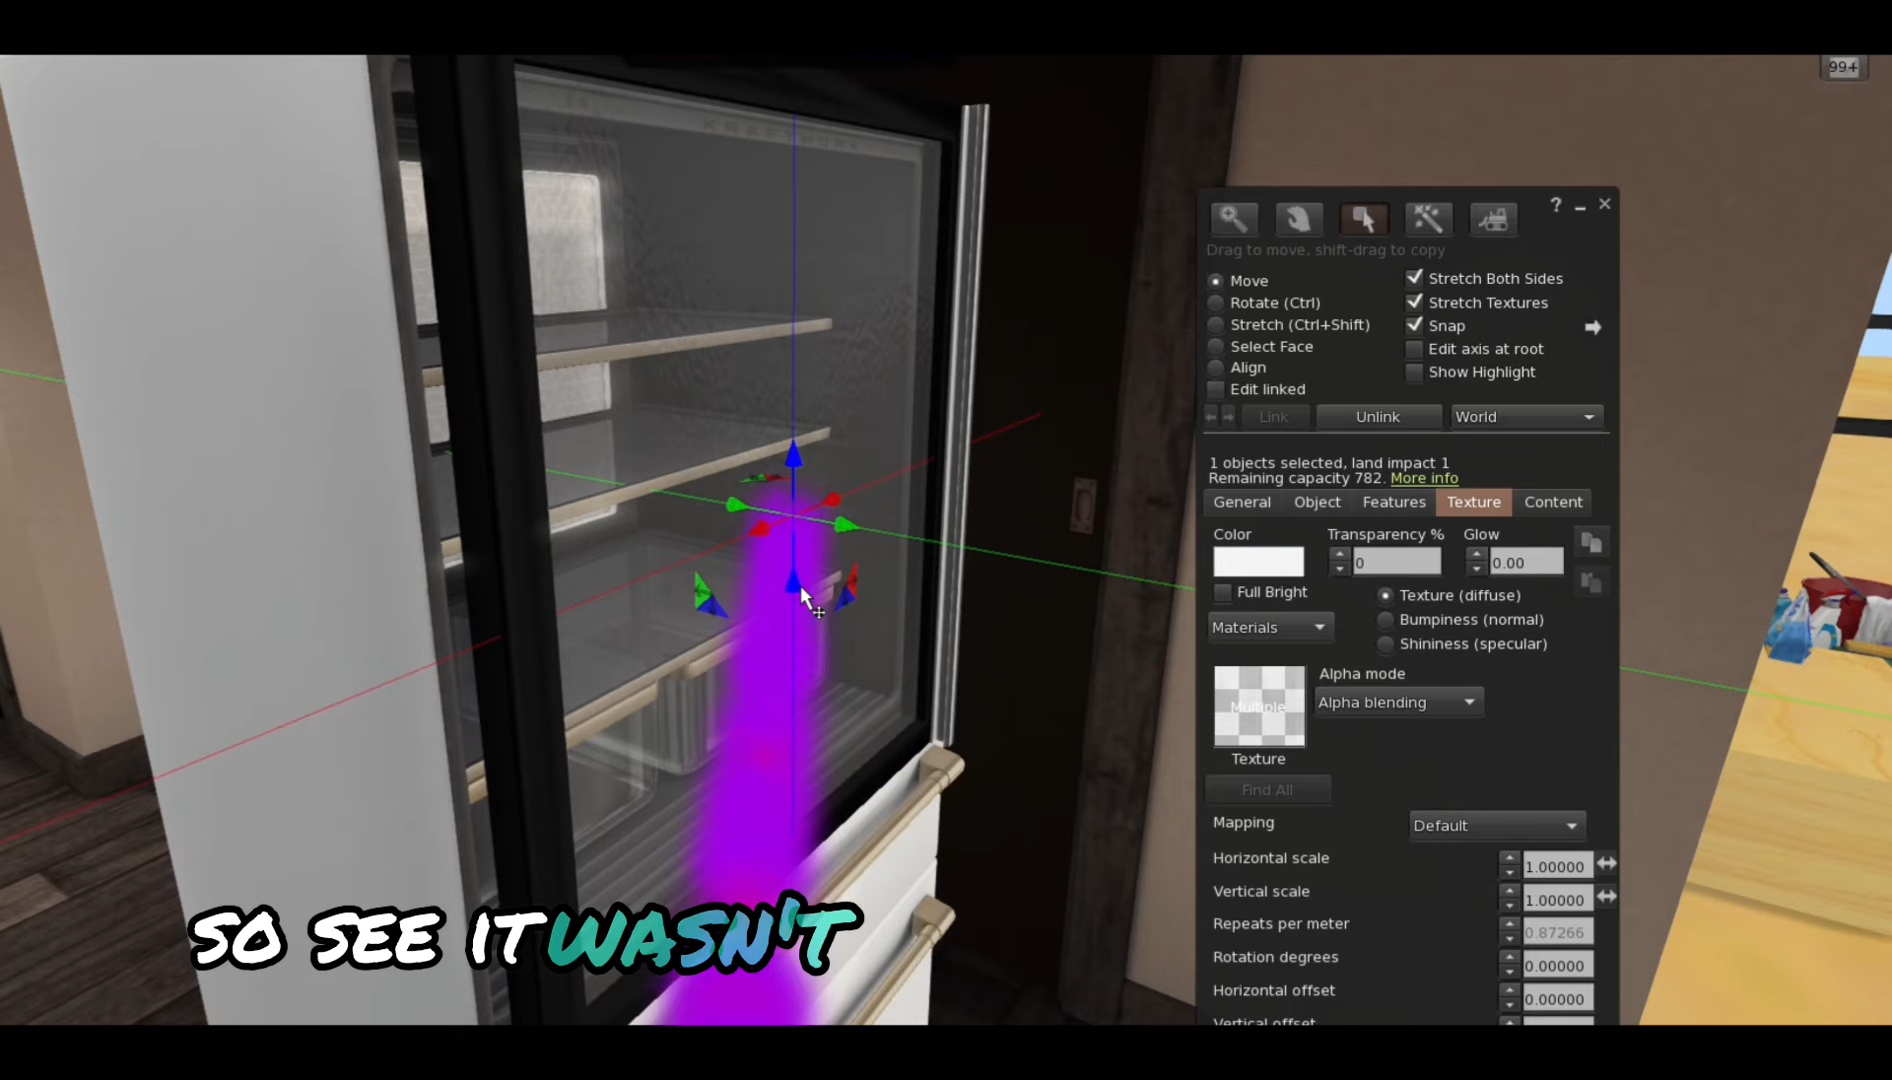 99+
KRAFTWORK
?
Drag to move, shift-drag to copy
Move
Stretch Both Sides
Rotate (Ctrl)
Stretch Textures
Stretch (Ctrl+Shift)
Snap
Select Face
Edit axis at root
Align
Show Highlight
Edit linked
Link
Unlink
World
1 objects selected, land impact 1
Remaining capacity 782. More info
General
Object
Features
Texture
Content
Color
Transparency %
Glow
0
0.00
Full Bright
Texture (diffuse)
Materials
Bumpiness (normal)
Shininess (specular)
Alpha mode
Multiple
Alpha blending
Texture
Find All
Mapping
Default
Horizontal scale
1.00000
Vertical scale
1.00000
Repeats per meter
0.87266
Rotation degrees
0.00000
Horizontal offset
0.00000
Vertical offset
SO SEE IT WASN'T